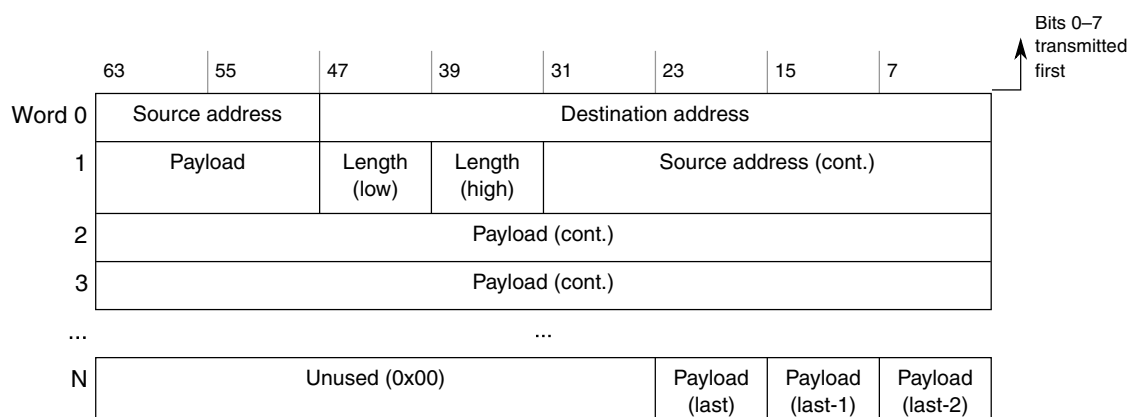 Bits 0–7
transmitted
first
63 55 47 39 31 23 15 7
Word 0 Source address Destination address
1 Payload Length Length Source address (cont.)
(low) (high)
2 Payload (cont.)
3 Payload (cont.)
... ...
N Unused (0x00) Payload Payload Payload
(last) (last-1) (last-2)